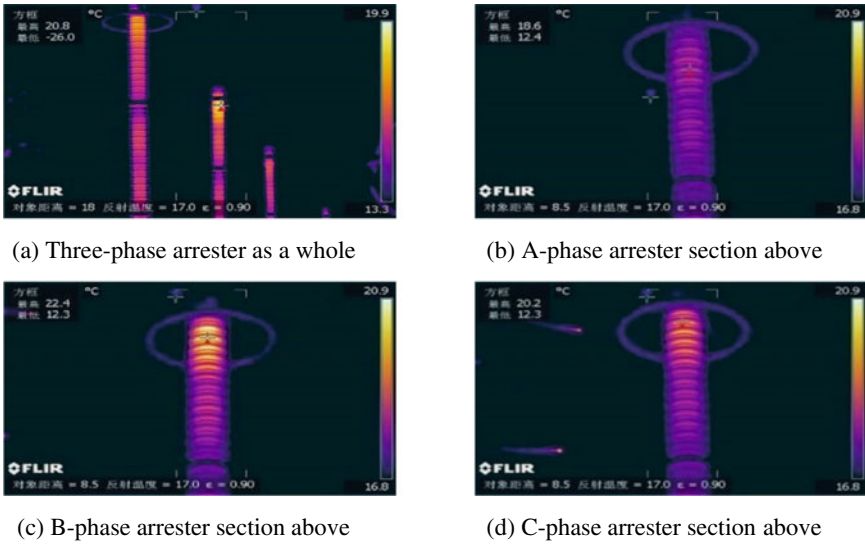 方框 °C 19.9
最高 20.8
最低 -26.0
FLIR
对象距离 = 18 反射温度 = 17.0 ε = 0.90
13.3
(a) Three-phase arrester as a whole
方框 °C 20.9
最高 18.6
最低 12.4
FLIR
对象距离 = 8.5 反射温度 = 17.0 ε = 0.90
16.8
(b) A-phase arrester section above
方框 °C 20.9
最高 22.4
最低 12.3
FLIR
对象距离 = 8.5 反射温度 = 17.0 ε = 0.90
16.8
(c) B-phase arrester section above
方框 °C 20.9
最高 20.2
最低 12.3
FLIR
对象距离 = 8.5 反射温度 = 17.0 ε = 0.90
16.8
(d) C-phase arrester section above